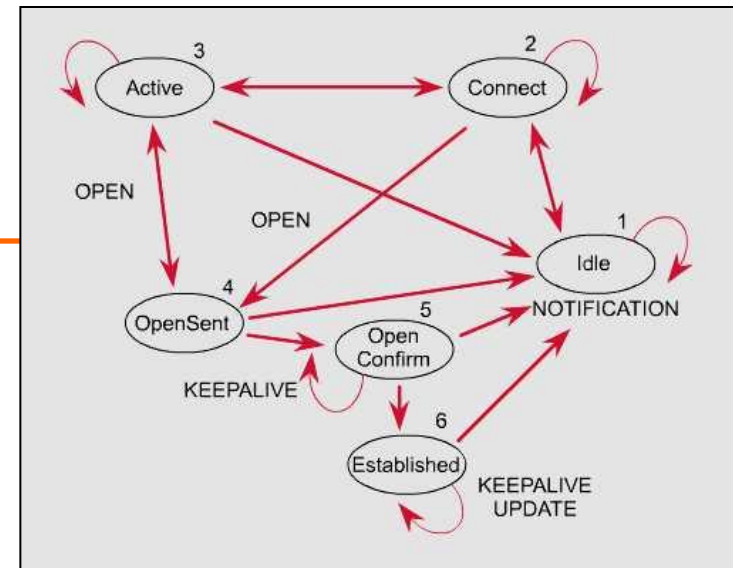 3
2
Active
Connect
OPEN
OPEN
1
Idle
4
NOTIFICATION
5
OpenSent
Open
Confirm
KEEPALIVE
6
Established
KEEPALIVE
UPDATE